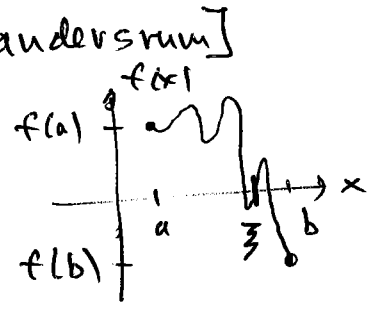 andersrum]
f(x)
f(a)
x
a
ξ
b
f(b)